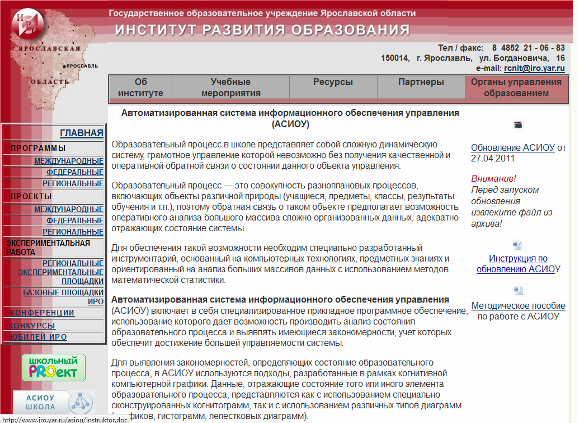 Государственное образовательное учреждение Ярославской области
ИНСТИТУТ РАЗВИТИЯ ОБРАЗОВАНИЯ
ЯРОСЛАВСКАЯ
ЯРОСЛАВЛЬ
ОБЛАСТЬ
Тел / факс: 8 4852 21 - 06 - 83
150014, г. Ярославль, ул. Богдановича, 16
e-mail: rcnit@iro.yar.ru
Об институте
Учебные мероприятия
Ресурсы
Партнеры
Органы управления образованием
ГЛАВНАЯ
ПРОГРАММЫ
МЕЖДУНАРОДНЫЕ
ФЕДЕРАЛЬНЫЕ
РЕГИОНАЛЬНЫЕ
ПРОЕКТЫ
МЕЖДУНАРОДНЫЕ
ФЕДЕРАЛЬНЫЕ
РЕГИОНАЛЬНЫЕ
ЭКСПЕРИМЕНТАЛЬНАЯ
РАБОТА
РЕГИОНАЛЬНЫЕ
ЭКСПЕРИМЕНТАЛЬНЫЕ
ПЛОЩАДКИ
БАЗОВЫЕ ПЛОЩАДКИ
ИРО
КОНФЕРЕНЦИИ
КОНКУРСЫ
ЮБИЛЕЙ ИРО
ШКОЛЬНЫЙ
PROект
АСИОУ
ШКОЛА
Автоматизированная система информационного обеспечения управления
(АСИОУ)
Образовательный процесс в школе представляет собой сложную динамическую
систему, грамотное управление которой невозможно без получения качественной и
оперативной обратной связи о состоянии данного объекта управления.
Образовательный процесс — это совокупность разноплановых процессов,
включающих объекты различной природы (учащиеся, предметы, классы, результаты
обучения и т.п.), поэтому обратная связь о таком объекте предполагает возможность
оперативного анализа большого массива сложно организованных данных, адекватно
отражающих состояние системы.
Для обеспечения такой возможности необходим специально разработанный
инструментарий, основанный на компьютерных технологиях, предметных знаниях и
ориентированный на анализ больших массивов данных с использованием методов
математической статистики.
Автоматизированная система информационного обеспечения управления
(АСИОУ) включает в себя специализированное прикладное программное обеспечение,
использование которого дает возможность производить анализ состояния
образовательного процесса и выявлять имеющиеся закономерности, учет которых
обеспечит достижение большей управляемости системы.
Для выявления закономерностей, определяющих состояние образовательного
процесса, в АСИОУ используются подходы, разработанные в рамках когнитивной
компьютерной графики. Данные, отражающие состояние того или иного элемента
образовательного процесса, представляются как с использованием специально
сконструированных когнитограмм, так и с использованием различных типов диаграмм
гистограмм, лепестковых диаграмм).
Обновление АСИОУ от
27.04.2011
Внимание!
Перед запуском
обновления
извлеките файл из
архива!
Инструкция по
обновлению АСИОУ
Методическое пособие
по работе с АСИОУ
http://www.iro.yar.ru/asiou/instruktor.doc